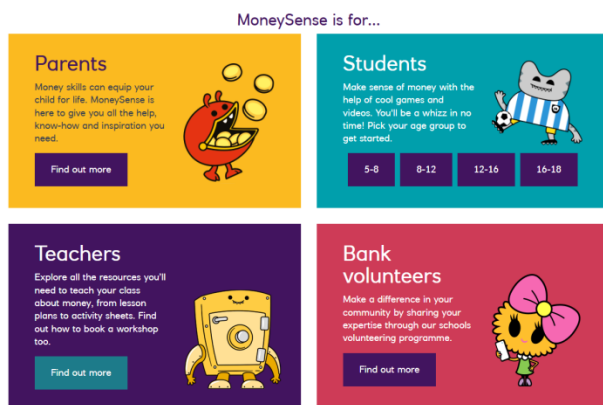 MoneySense is for...
Parents
Money skills can equip your
child for life. MoneySense is
here to give you all the help,
know-how and inspiration you
need.
Find out more
Students
Make sense of money with the
help of cool games and
videos. You'll be a whizz in no
time! Pick your age group to
get started.
5-8
8-12
12-16
16-18
Teachers
Explore all the resources you'll
need to teach your class
about money, from lesson
plans to activity sheets. Find
out how to book a workshop
too.
Find out more
Bank
volunteers
Make a difference in your
community by sharing your
expertise through our schools
volunteering programme.
Find out more